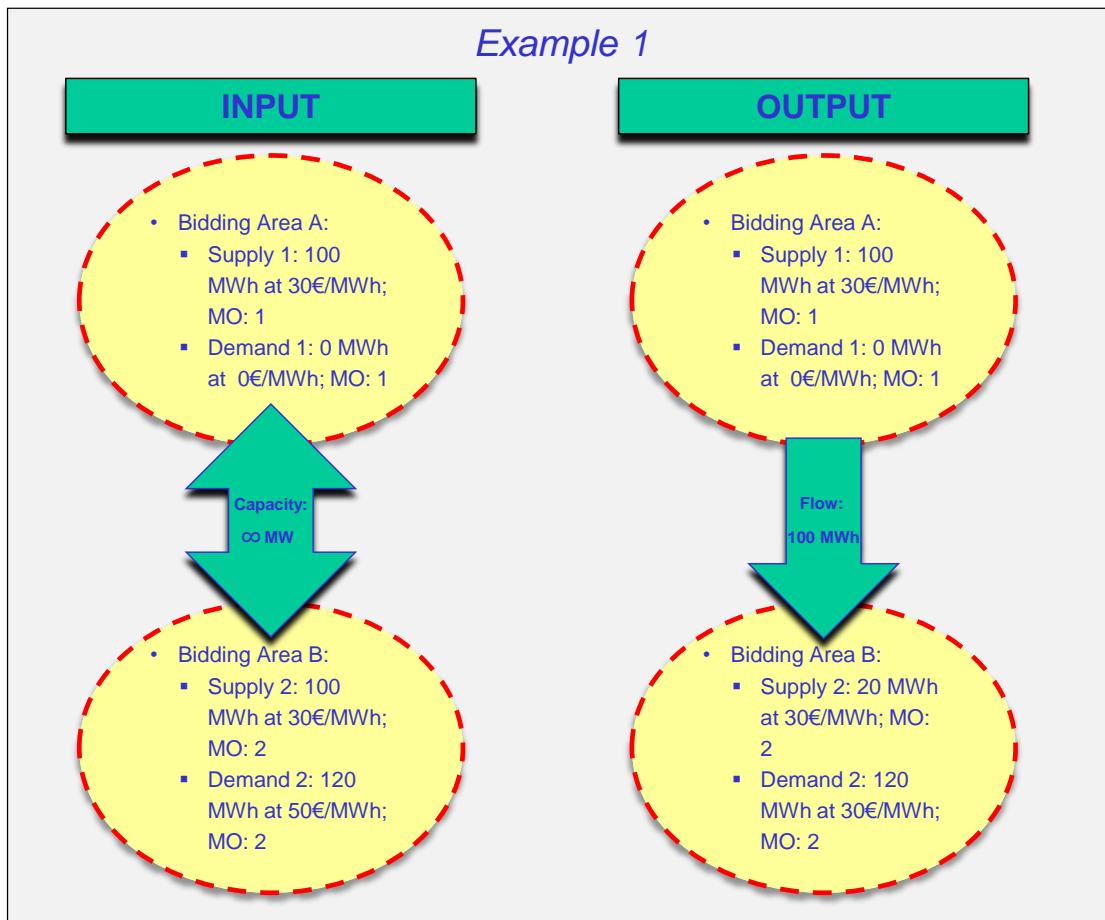 Example 1
INPUT
• Bidding Area A:
▪ Supply 1: 100
MWh at 30€/MWh;
MO: 1
▪ Demand 1: 0 MWh
at 0€/MWh; MO: 1
Capacity:
∞ MW
• Bidding Area B:
▪ Supply 2: 100
MWh at 30€/MWh;
MO: 2
▪ Demand 2: 120
MWh at 50€/MWh;
MO: 2
OUTPUT
• Bidding Area A:
▪ Supply 1: 100
MWh at 30€/MWh;
MO: 1
▪ Demand 1: 0 MWh
at 0€/MWh; MO: 1
Flow:
100 MWh
• Bidding Area B:
▪ Supply 2: 20 MWh
at 30€/MWh; MO:
2
▪ Demand 2: 120
MWh at 30€/MWh;
MO: 2